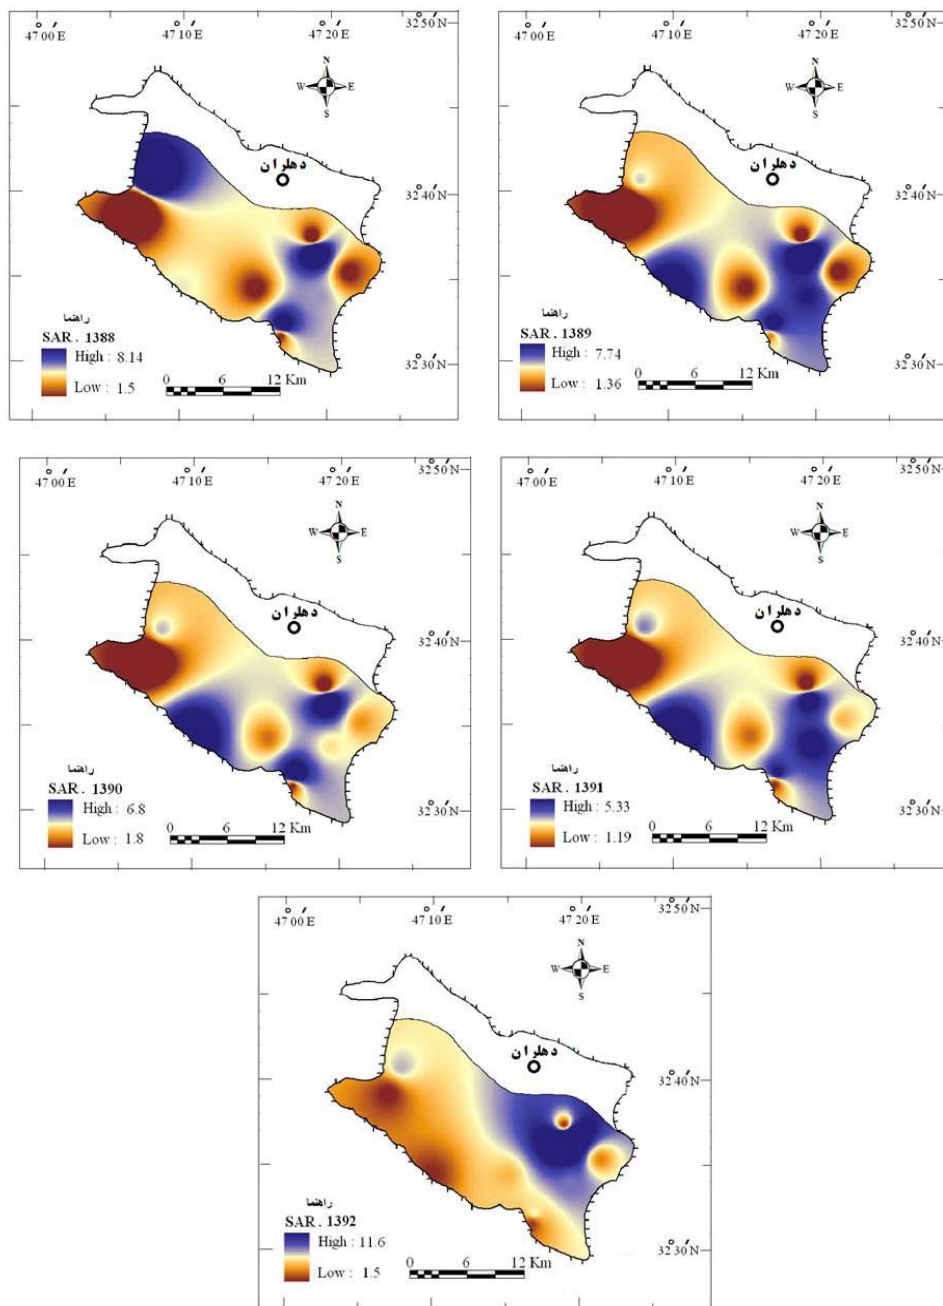 47°00′E 47°10′E 47°20′E 32°50′N
N
W E
S
دهلران
32°40′N
راهنما
SAR . 1388
High : 8.14
Low : 1.5
0 6 12 Km
32°30′N
47°00′E 47°10′E 47°20′E 32°50′N
N
W E
S
دهلران
32°40′N
راهنما
SAR . 1389
High : 7.74
Low : 1.36
0 6 12 Km
32°30′N
47°00′E 47°10′E 47°20′E 32°50′N
N
W E
S
دهلران
32°40′N
راهنما
SAR . 1390
High : 6.8
Low : 1.8
0 6 12 Km
32°30′N
47°00′E 47°10′E 47°20′E 32°50′N
N
W E
S
دهلران
32°40′N
راهنما
SAR . 1391
High : 5.33
Low : 1.19
0 6 12 Km
32°30′N
47°00′E 47°10′E 47°20′E 32°50′N
N
W E
S
دهلران
32°40′N
راهنما
SAR . 1392
High : 11.6
Low : 1.5
0 6 12 Km
32°30′N